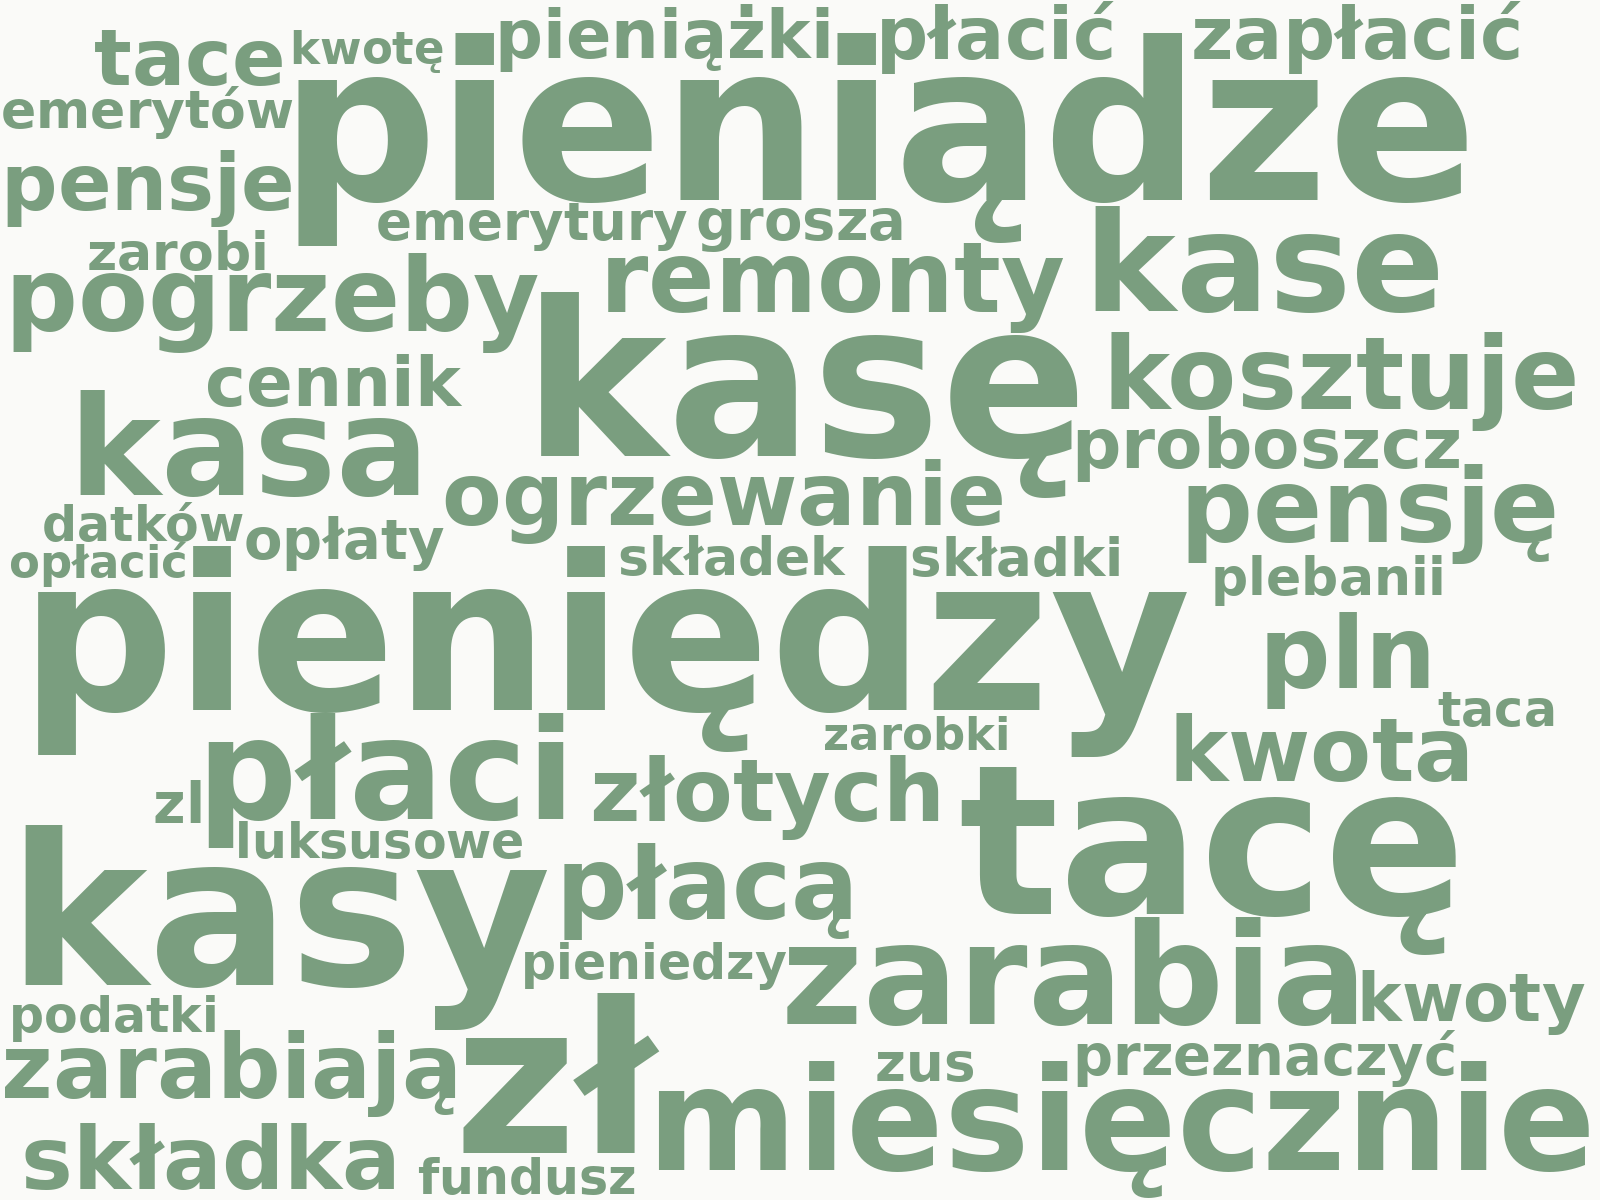 tace kwotę pieniążki płacić zapłacić
emerytów pieniądze
pensje
emerytury grosza kase
zarobi
pogrzeby remonty
kasę kosztuje
cennik
kasa proboszcz
ogrzewanie pensję
datków opłaty
opłacić składek składki
plebanii
pieniędzy pln
taca
zarobki kwota
płaci złotych
zl tacę
luksusowe
kasy płacą
pieniedzy zarabia kwoty
podatki
zarabiają zł zus przeznaczyć
miesięcznie
składka fundusz